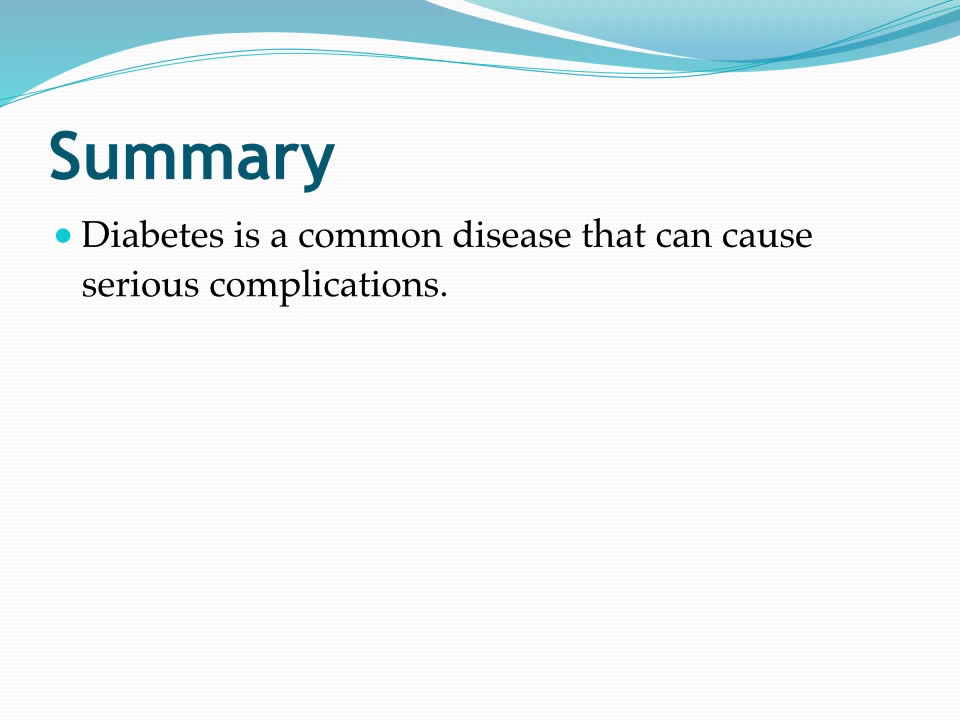 Summary
• Diabetes is a common disease that can cause
serious complications.